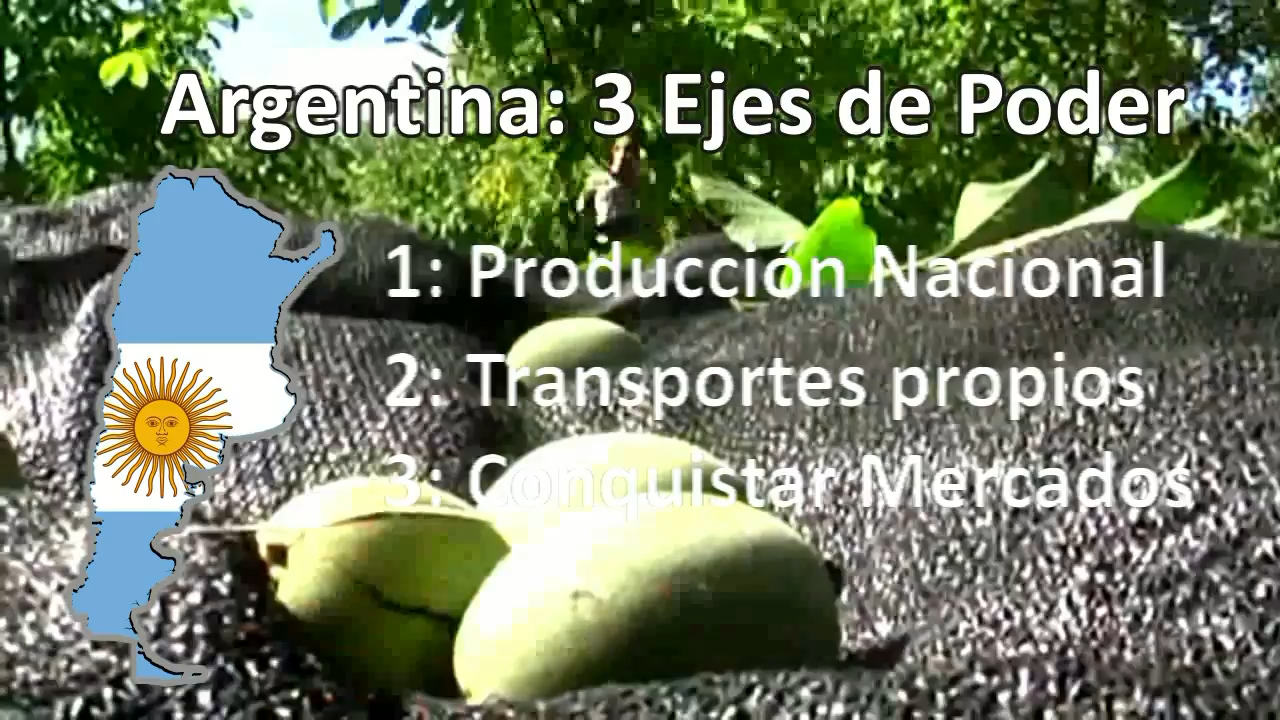 Argentina: 3 Ejes de Poder
1: Producción Nacional
2: Transportes propios
3: Conquistar Mercados